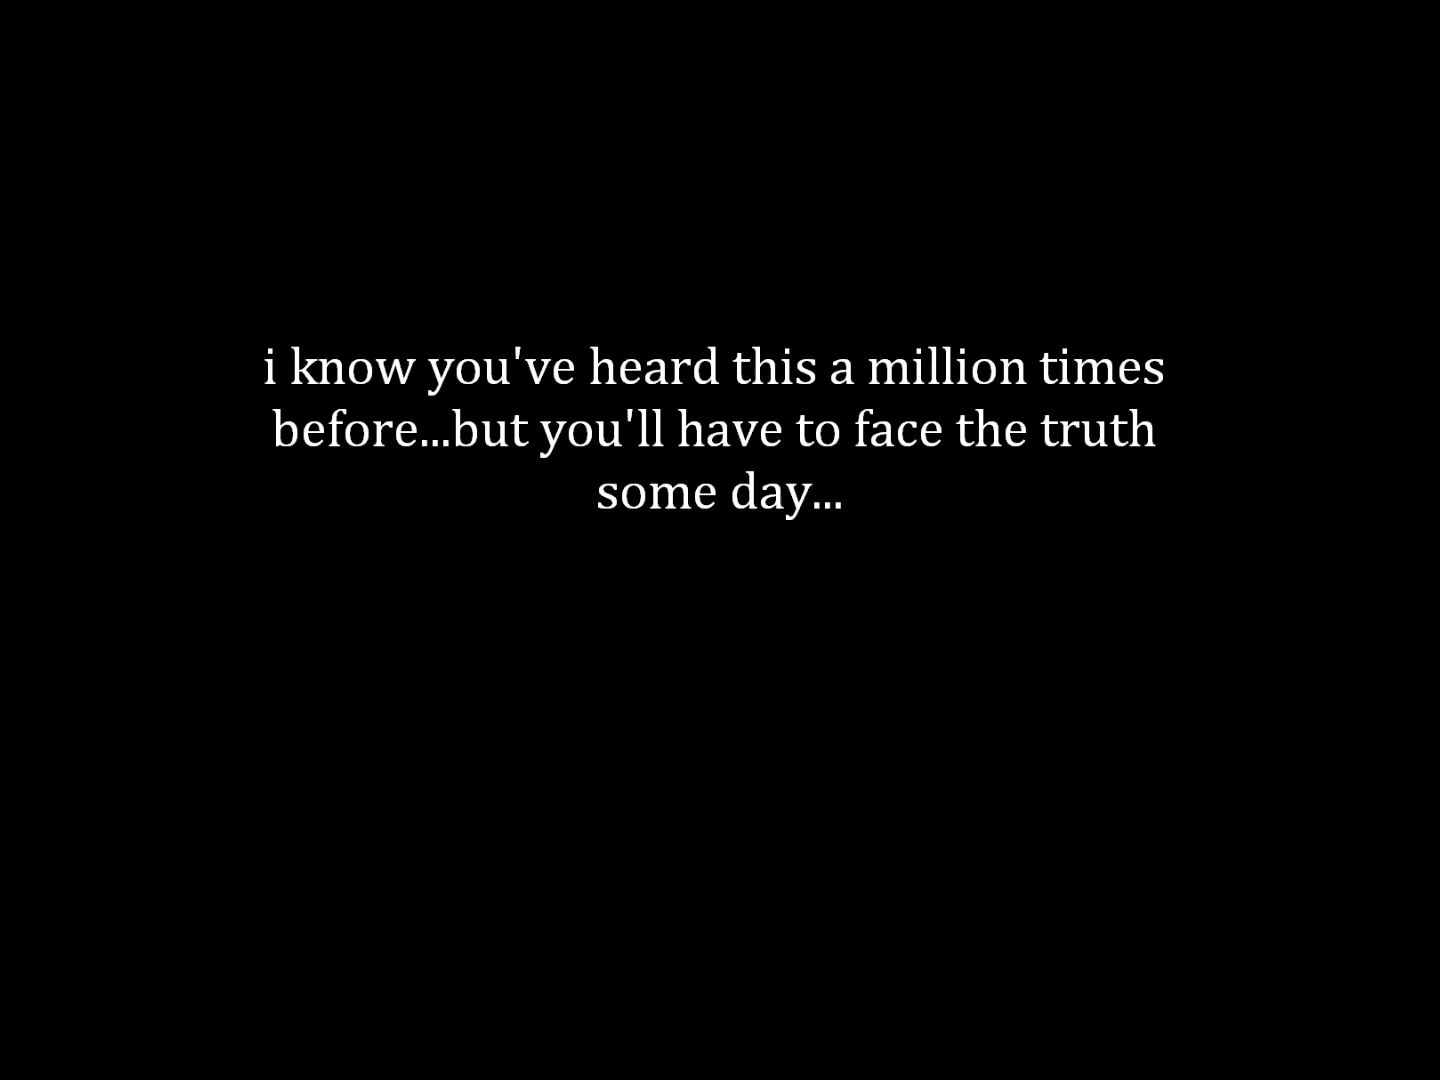 i know you've heard this a million times
before...but you'll have to face the truth
some day...